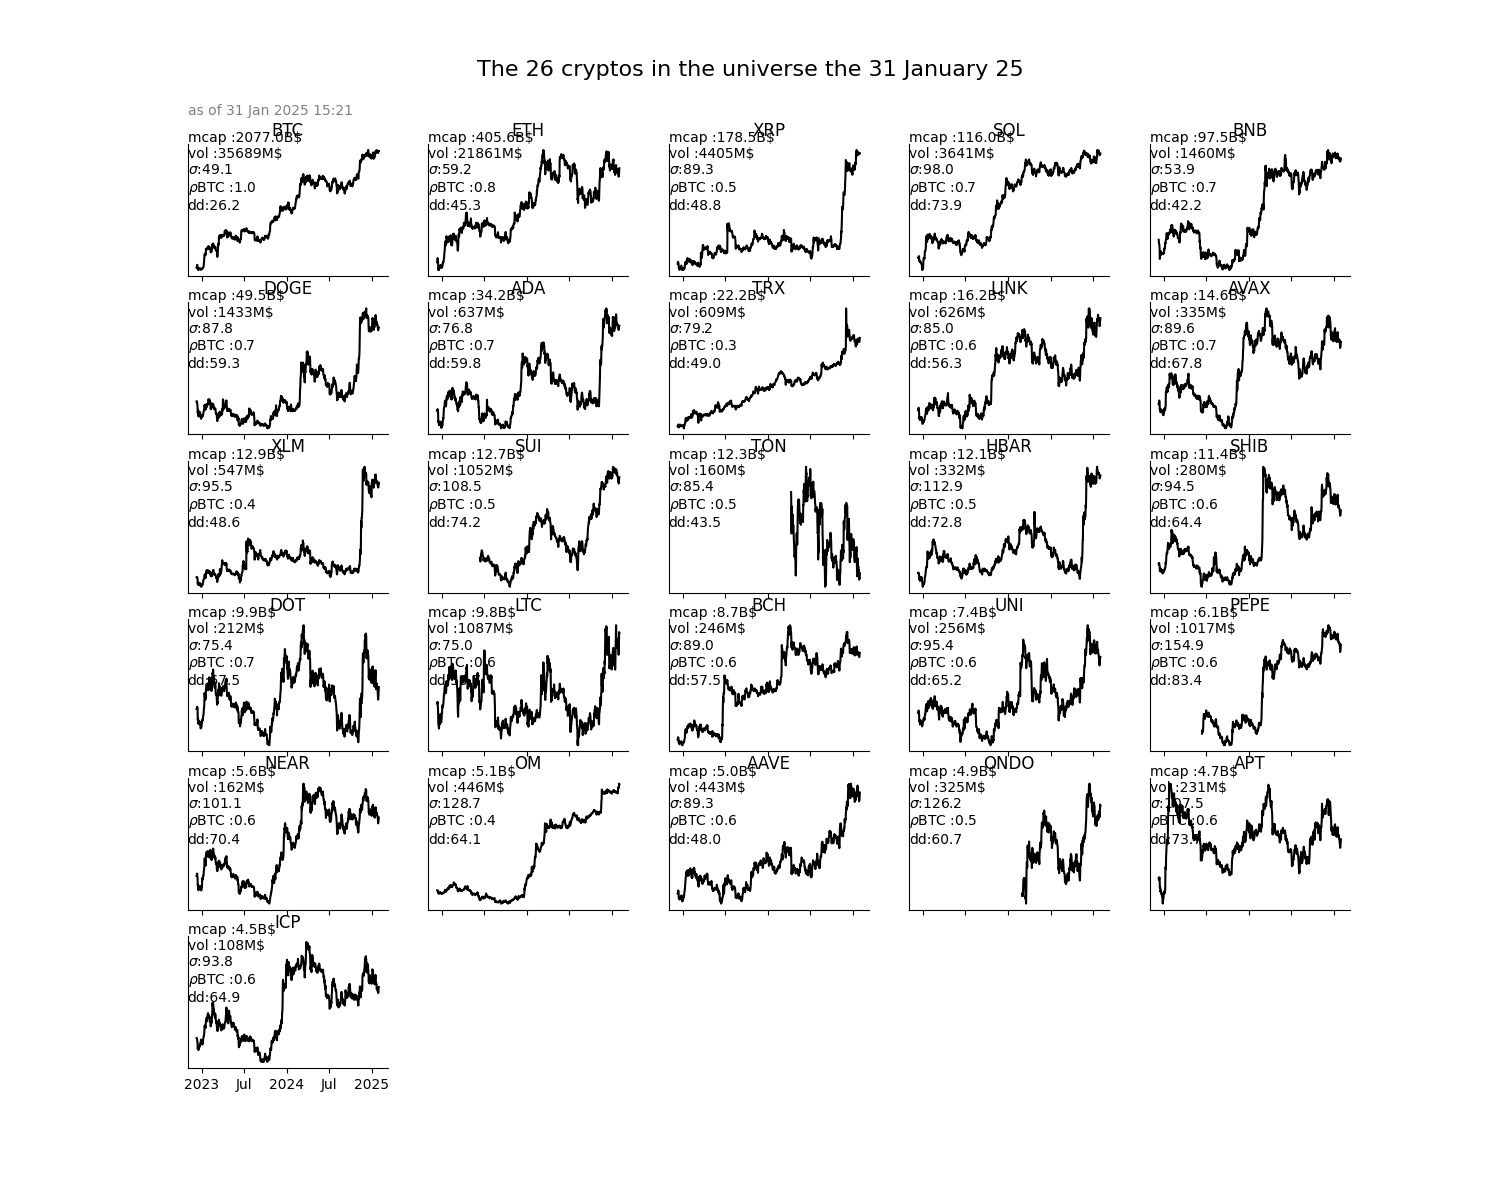 The 26 cryptos in the universe the 31 January 25
as of 31 Jan 2025 15:21
BTC
mcap :2077.0B$
vol :35689M$
σ:49.1
ρBTC :1.0
dd:26.2
ETH
mcap :405.6B$
vol :21861M$
σ:59.2
ρBTC :0.8
dd:45.3
XRP
mcap :178.5B$
vol :4405M$
σ:89.3
ρBTC :0.5
dd:48.8
SOL
mcap :116.0B$
vol :3641M$
σ:98.0
ρBTC :0.7
dd:73.9
BNB
mcap :97.5B$
vol :1460M$
σ:53.9
ρBTC :0.7
dd:42.2
DOGE
mcap :49.5B$
vol :1433M$
σ:87.8
ρBTC :0.7
dd:59.3
ADA
mcap :34.2B$
vol :637M$
σ:76.8
ρBTC :0.7
dd:59.8
TRX
mcap :22.2B$
vol :609M$
σ:79.2
ρBTC :0.3
dd:49.0
LINK
mcap :16.2B$
vol :626M$
σ:85.0
ρBTC :0.6
dd:56.3
AVAX
mcap :14.6B$
vol :335M$
σ:89.6
ρBTC :0.7
dd:67.8
XLM
mcap :12.9B$
vol :547M$
σ:95.5
ρBTC :0.4
dd:48.6
SUI
mcap :12.7B$
vol :1052M$
σ:108.5
ρBTC :0.5
dd:74.2
TON
mcap :12.3B$
vol :160M$
σ:85.4
ρBTC :0.5
dd:43.5
HBAR
mcap :12.1B$
vol :332M$
σ:112.9
ρBTC :0.5
dd:72.8
SHIB
mcap :11.4B$
vol :280M$
σ:94.5
ρBTC :0.6
dd:64.4
DOT
mcap :9.9B$
vol :212M$
σ:75.4
ρBTC :0.7
LTC
mcap :9.8B$
vol :1087M$
σ:75.0
ρBTC :0.6
BCH
mcap :8.7B$
vol :246M$
σ:89.0
ρBTC :0.6
dd:57.5
UNI
mcap :7.4B$
vol :256M$
σ:95.4
ρBTC :0.6
dd:65.2
PEPE
mcap :6.1B$
vol :1017M$
σ:154.9
ρBTC :0.6
dd:83.4
NEAR
mcap :5.6B$
vol :162M$
σ:101.1
ρBTC :0.6
dd:70.4
OM
mcap :5.1B$
vol :446M$
σ:128.7
ρBTC :0.4
dd:64.1
AAVE
mcap :5.0B$
vol :443M$
σ:89.3
ρBTC :0.6
dd:48.0
ONDO
mcap :4.9B$
vol :325M$
σ:126.2
ρBTC :0.5
dd:60.7
APT
mcap :4.7B$
vol :231M$
ρBTC :0.6
ICP
mcap :4.5B$
vol :108M$
σ:93.8
ρBTC :0.6
dd:64.9
2023 Jul 2024 Jul 2025